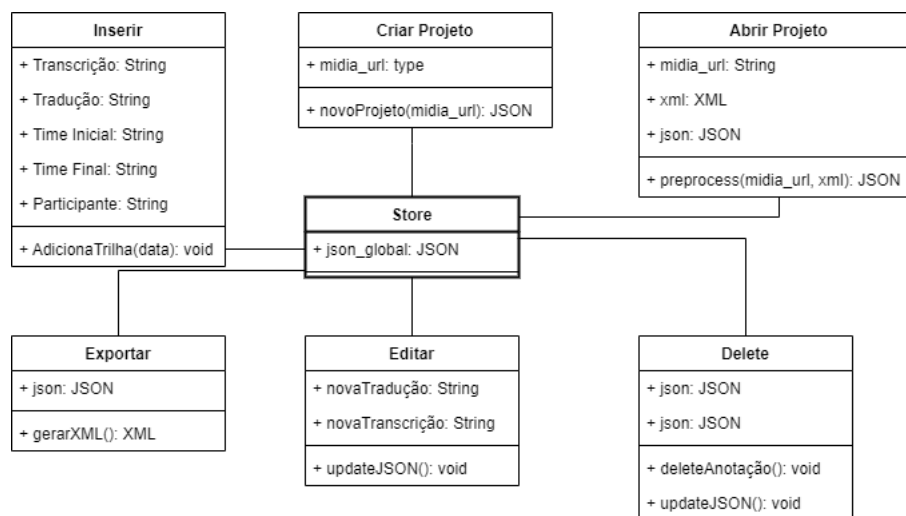 Inserir
+ Transcrição: String
+ Tradução: String
+ Time Inicial: String
+ Time Final: String
+ Participante: String
+ AdicionaTrilha(data): void
Criar Projeto
+ midia_url: type
+ novoProjeto(midia_url): JSON
Abrir Projeto
+ midia_url: String
+ xml: XML
+ json: JSON
+ preprocess(midia_url, xml): JSON
Store
+ json_global: JSON
Exportar
+ json: JSON
+ gerarXML(): XML
Editar
+ novaTradução: String
+ novaTranscrição: String
+ updateJSON(): void
Delete
+ json: JSON
+ json: JSON
+ deleteAnotação(): void
+ updateJSON(): void